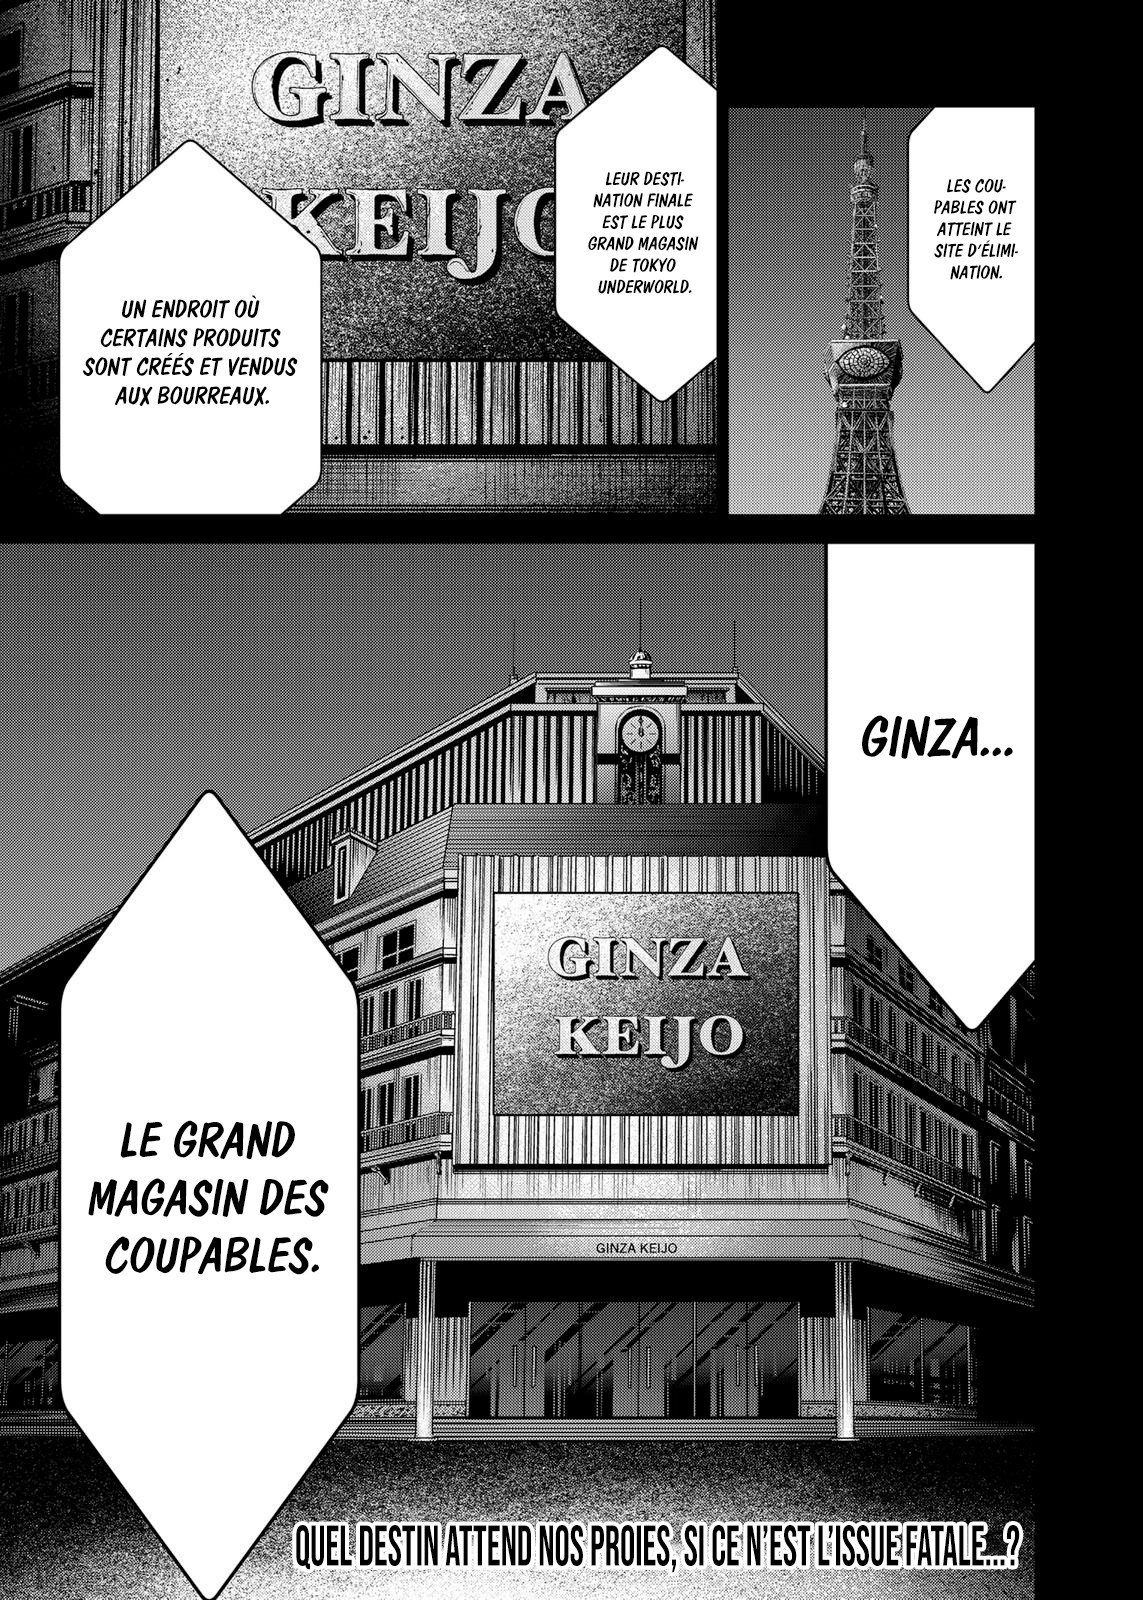 LES COU-
PABLES ONT
ATTEINT LE
SITE D'ÉLIMI-
NATION.
LEUR DESTI-
NATION FINALE
EST LE PLUS
GRAND MAGASIN
DE TOKYO
UNDERWORLD.
GINZA
KEIJO
UN ENDROIT OÙ
CERTAINS PRODUITS
SONT CRÉÉS ET VENDUS
AUX BOURREAUX.
GINZA...
GINZA
KEIJO
GINZA KEIJO
LE GRAND
MAGASIN DES
COUPABLES.
QUEL DESTIN ATTEND NOS PROIES, SI CE N'EST L'ISSUE FATALE...?